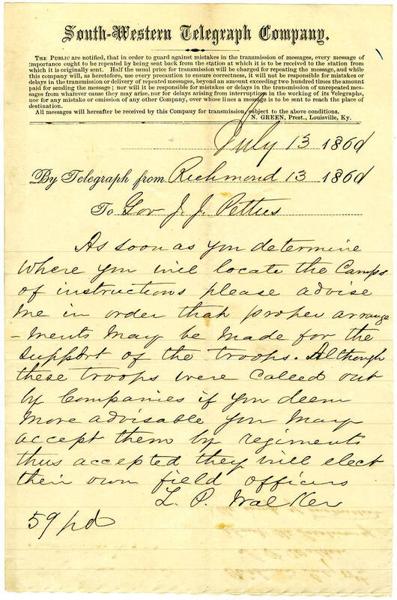 South-Western Telegraph Company.
THE PUBLIC are notified, that in order to guard against mistakes in the transmission of messages, every message of
importance ought to be repeated by being sent back from the station at which it is to be received to the station from
which it is originally sent. Half the usual price for transmission will be charged for repeating the message, and while
this company will, as heretofore, use every precaution to ensure correctness, it will not be responsible for mistakes or
delays in the transmission or delivery of repeated messages, beyond an amount exceeding two hundred times the amount
paid for sending the message; nor will it be responsible for mistakes or delays in the transmission of unrepeated messages
from whatever cause they may arise, nor for delays arising from interruption in the working of its Telegraphs,
nor for any mistake or omission of any other Company, over whose lines a message is to be sent to reach the place of
destination.
All messages will hereafter be received by this Company for transmission, subject to the above conditions.
N. GREEN, Prest., Louisville, Ky.
July 13 1861
By Telegraph from Richmond 13 1861
To Gov J. J. Pettus
As soon as you determine
where you will locate the Camps
of instructions please advise
me in order that proper arrange
- ments may be made for the
support of the troops. Although
these troops were called out
by Companies if you deem
more advisable you may
accept them by regiments
thus accepted they will elect
their own field officers
L. P. Walker
59 pd